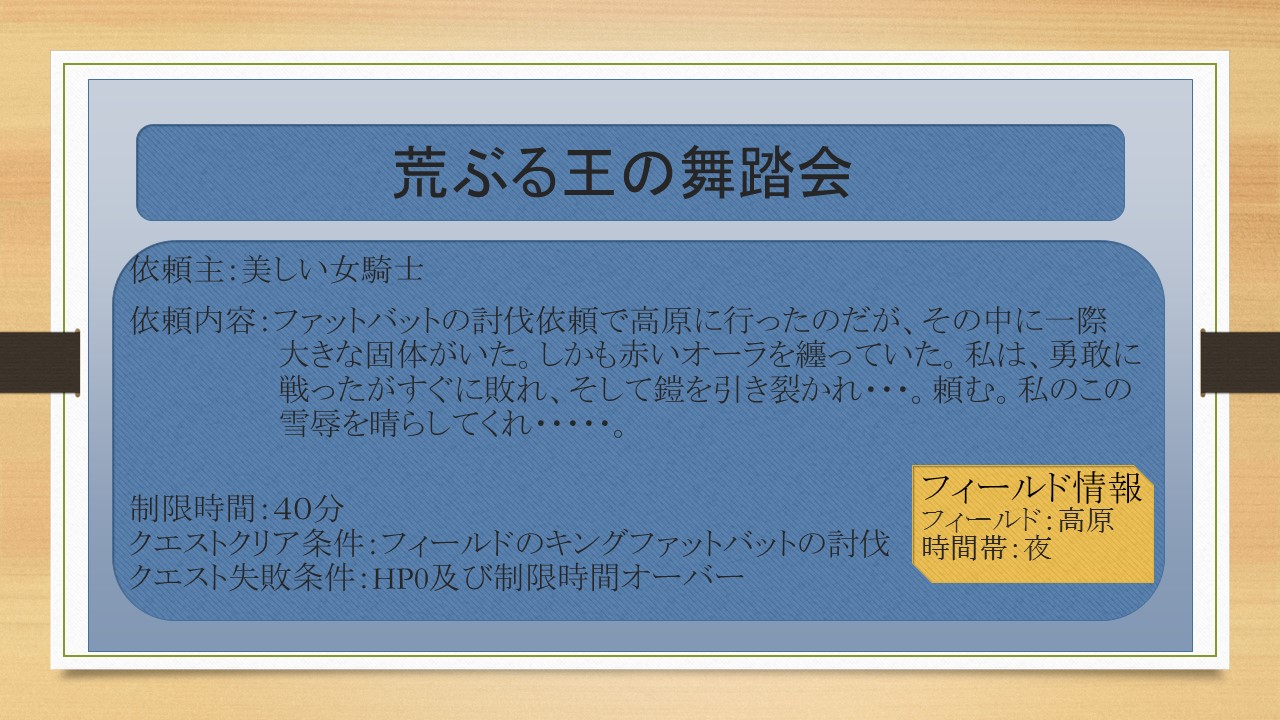 荒ぶる王の舞踏会
依頼主：美しい女騎士
依頼内容：ファットバットの討伐依頼で高原に行ったのだが、その中に一際
大きな固体がいた。しかも赤いオーラを纏っていた。私は、勇敢に
戦ったがすぐに敗れ、そして鎧を引き裂かれ・・・。頼む。私のこの
雪辱を晴らしてくれ・・・・・。
制限時間：４０分
クエストクリア条件：フィールドのキングファットバットの討伐
クエスト失敗条件：HP0及び制限時間オーバー
フィールド情報
フィールド：高原
時間帯：夜